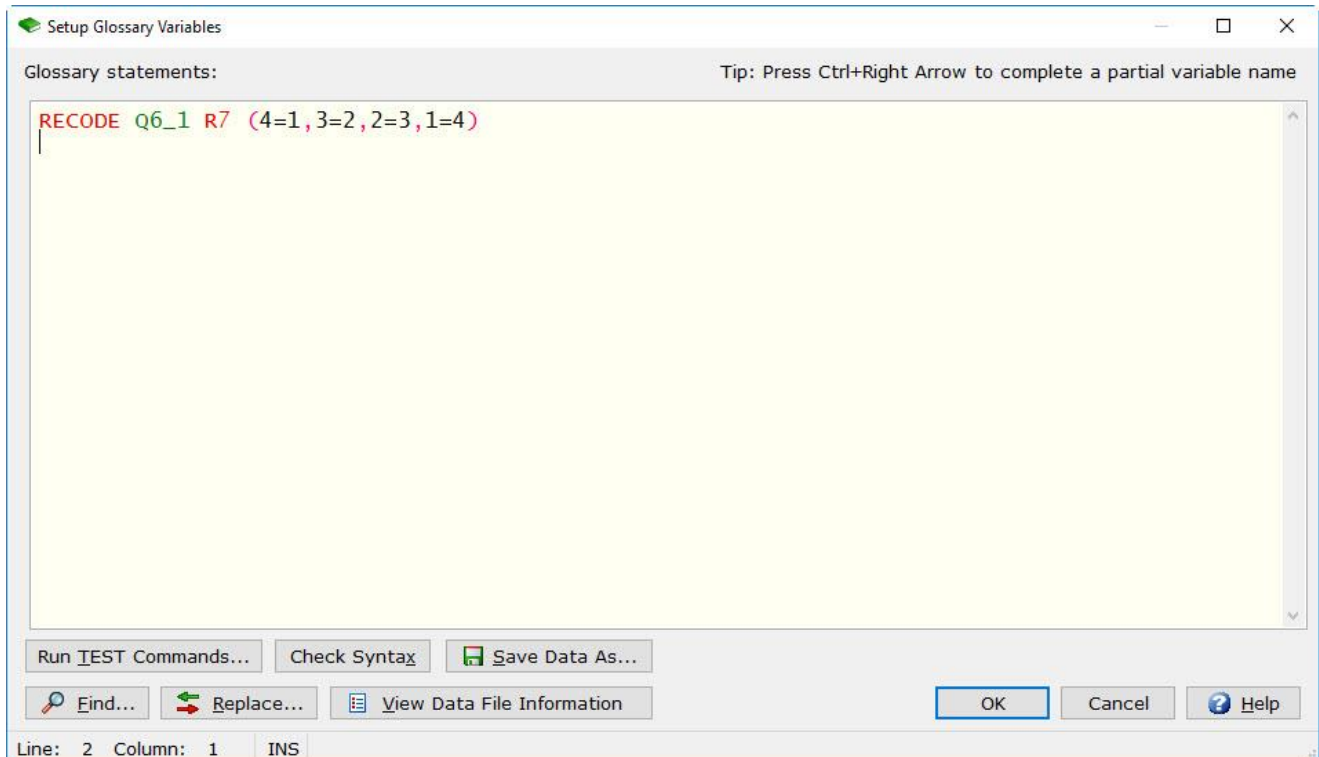 Setup Glossary Variables
Glossary statements: Tip: Press Ctrl+Right Arrow to complete a partial variable name
RECODE Q6_1 R7 (4=1,3=2,2=3,1=4)
Run TEST Commands... Check Syntax Save Data As...
Find... Replace... View Data File Information OK Cancel Help
Line: 2 Column: 1 INS